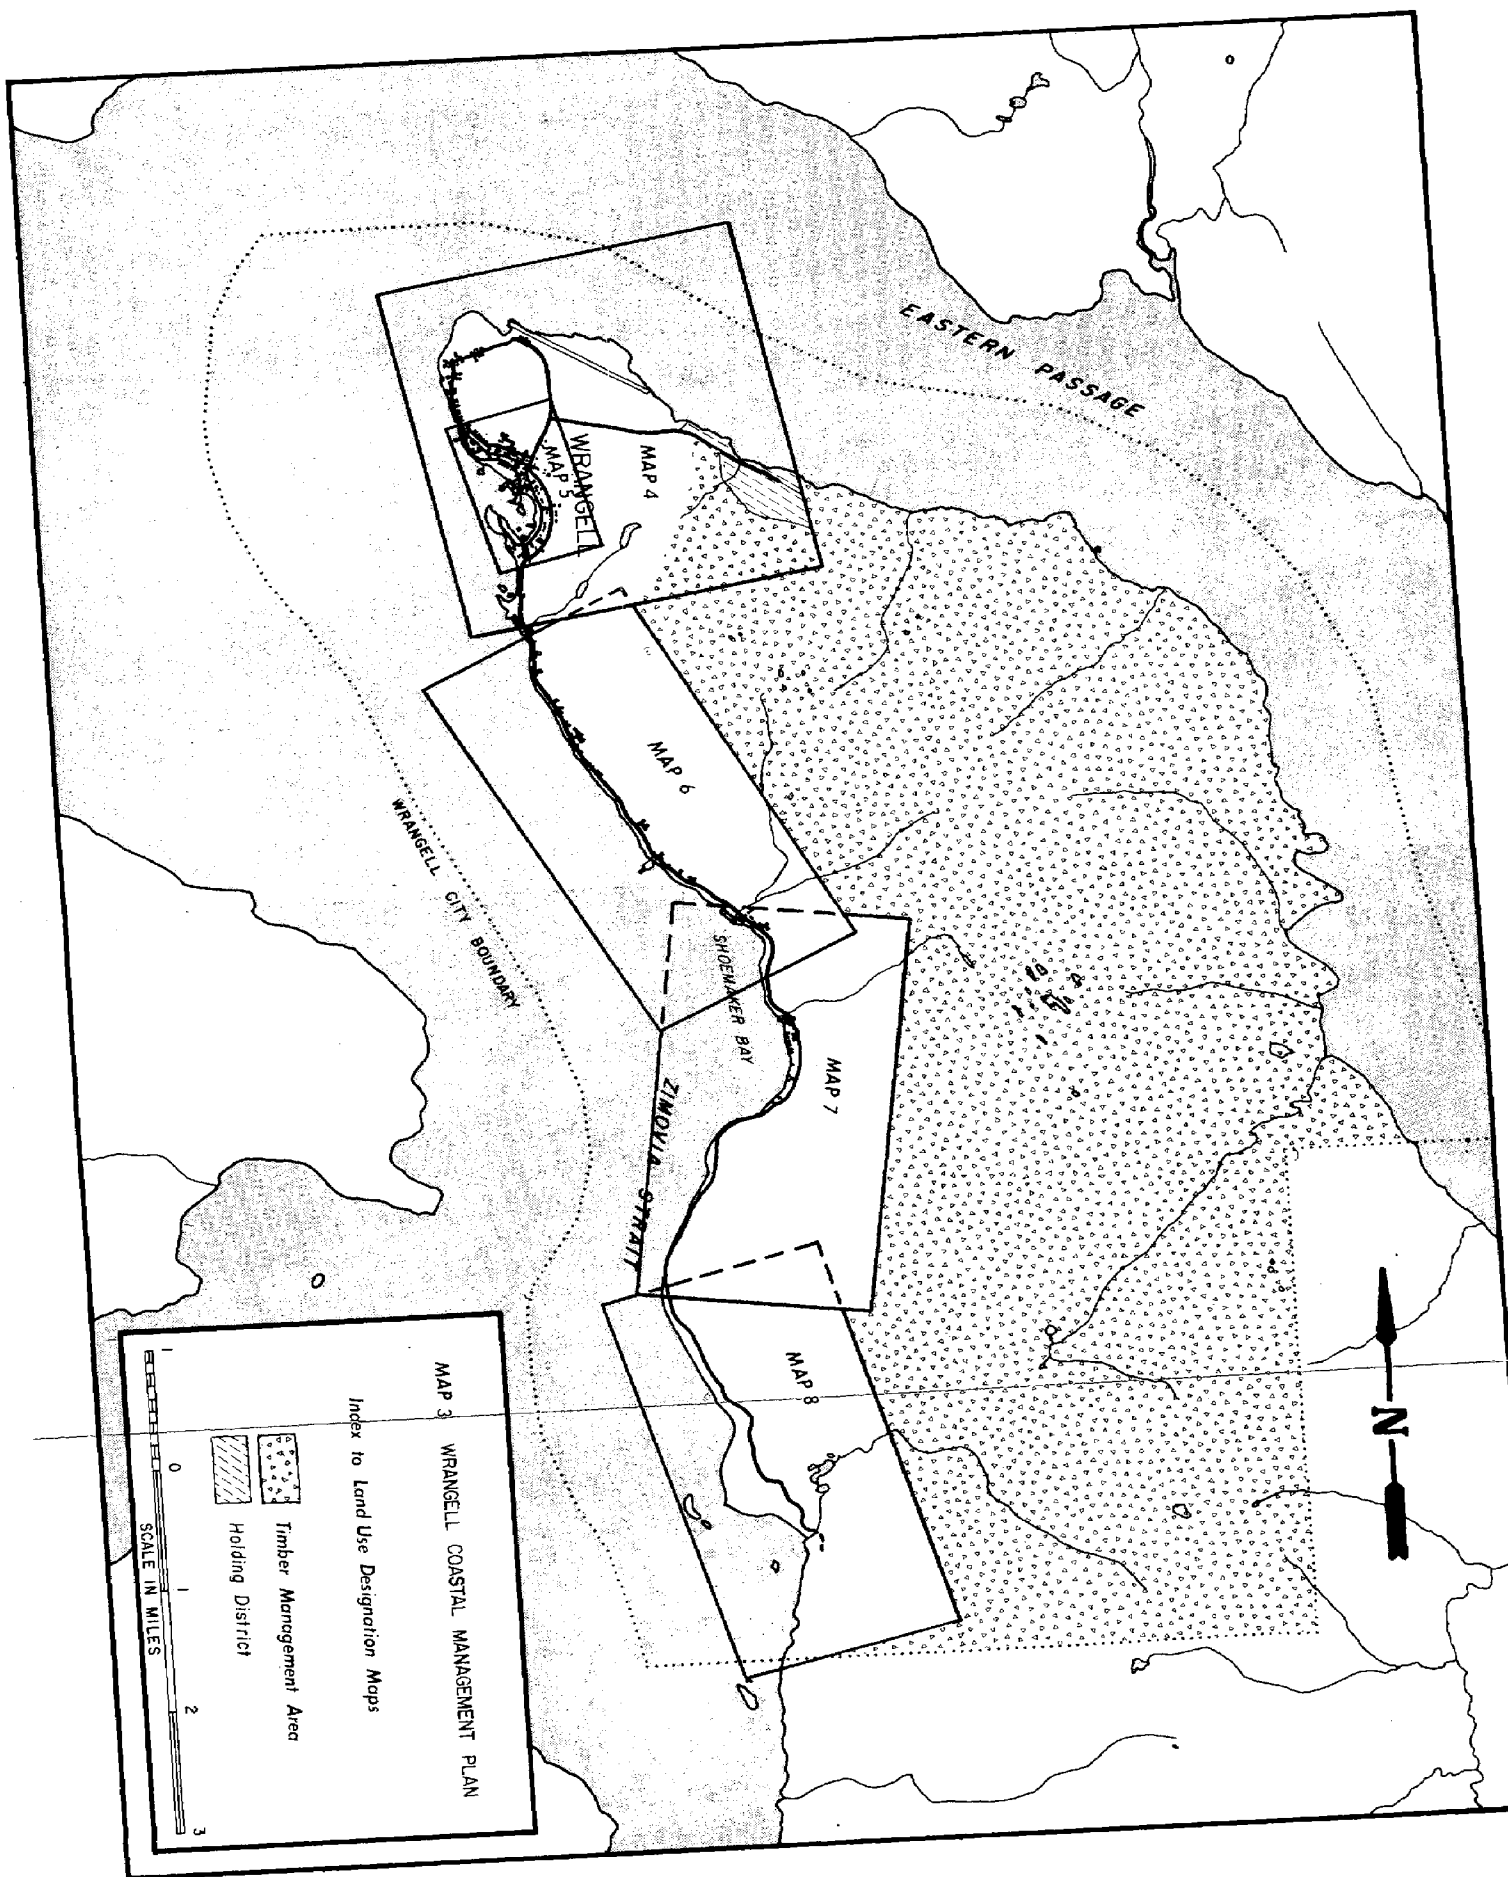 EASTERN PASSAGE
WRANGELL
MAP 4
MAP 5
MAP 6
WRANGELL CITY BOUNDARY
SHOEMAKER BAY
MAP 7
ZIMOVIA STRAIT
MAP 8
N
MAP 3 WRANGELL COASTAL MANAGEMENT PLAN
Index to Land Use Designation Maps
Timber Management Area
Holding District
1 0 1 2 3
SCALE IN MILES